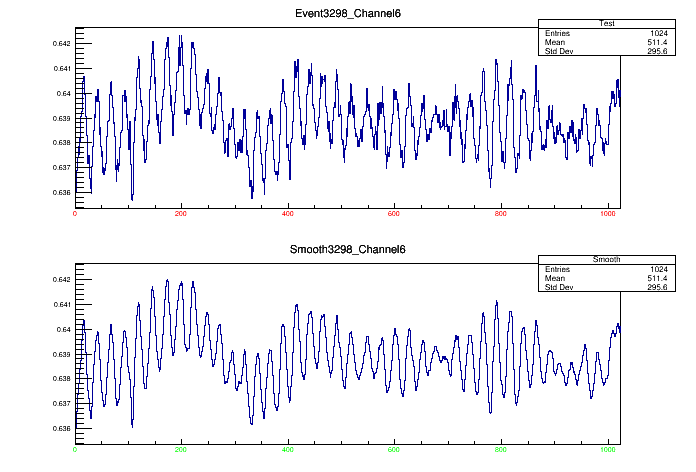 Event3298_Channel6
Test
Entries 1024
Mean 511.4
Std Dev 295.6
0.642
0.641
0.64
0.639
0.638
0.637
0.636
0 200 400 600 800 1000
Smooth3298_Channel6
Smooth
Entries 1024
Mean 511.4
Std Dev 295.6
0.642
0.641
0.64
0.639
0.638
0.637
0.636
0 200 400 600 800 1000